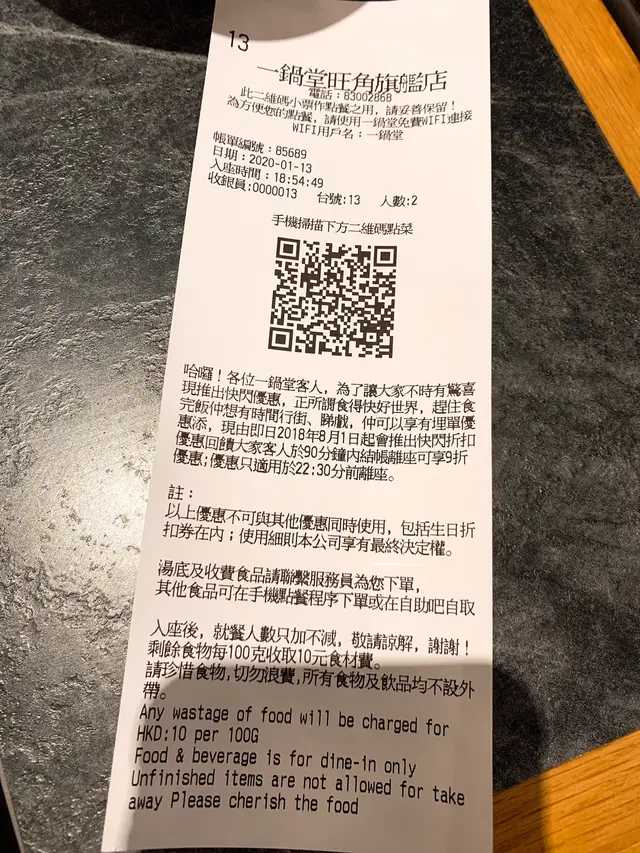 13
一鍋堂旺角旗艦店
電話：83002868
此二維碼小票作點餐之用，請妥善保留！
為方便您的點餐，請使用一鍋堂免費WIFI連接
WIFI用戶名：一鍋堂
帳單編號：85689
日期：2020-01-13
入座時間：18:54:49
收銀員:0000013 台號:13 人數:2
手機掃描下方二維碼點菜
哈囉！各位一鍋堂客人，為了讓大家不時有驚喜
現推出快閃優惠，正所謂食得快好世界，趕住食
完飯仲想有時間行街、睇戲，仲可以享有埋單優
惠添，現由即日2018年8月1日起會推出快閃折扣
優惠回饋大家客人於90分鐘內結帳離座可享9折
優惠;優惠只適用於22:30分前離座。
註：
以上優惠不可與其他優惠同時使用，包括生日折
扣券在內；使用細則本公司享有最終決定權。
湯底及收費食品請聯繫服務員為您下單，
其他食品可在手機點餐程序下單或在自助吧自取
入座後，就餐人數只加不減，敬請諒解，謝謝！
剩餘食物每100克收取10元食材費。
請珍惜食物,切勿浪費,所有食物及飲品均不設外
帶。
Any wastage of food will be charged for
HKD:10 per 100G
Food & beverage is for dine-in only
Unfinished items are not allowed for take
away Please cherish the food